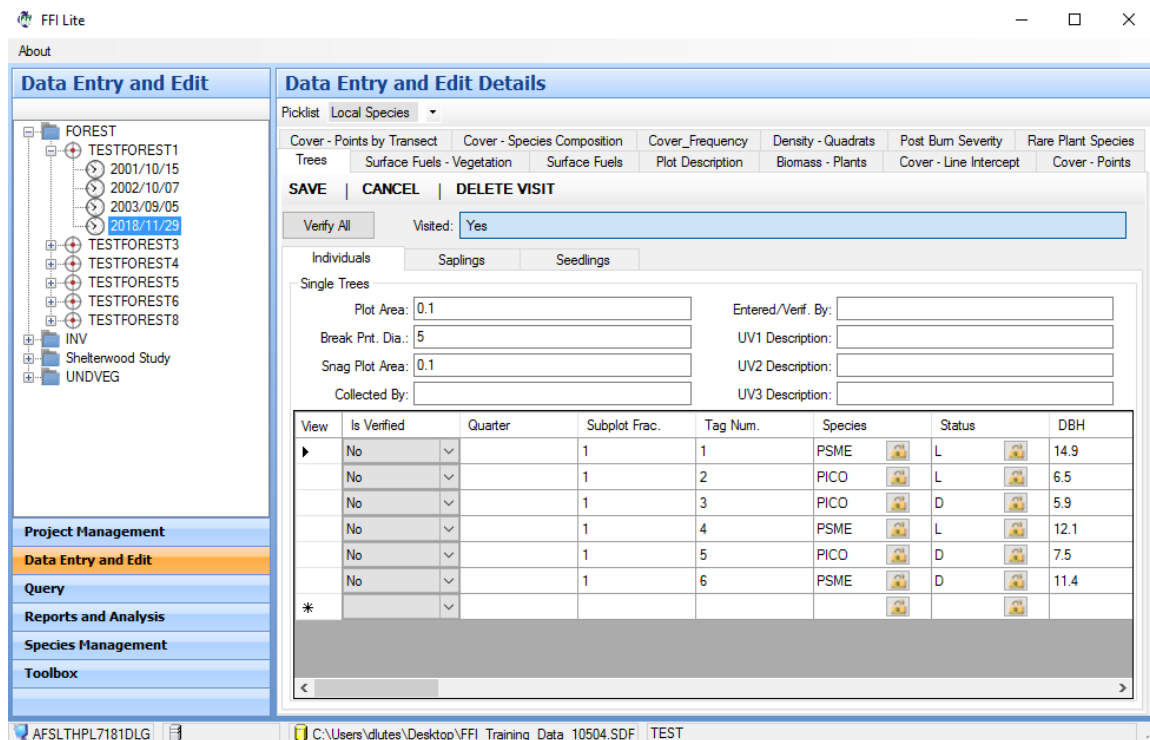 FFI Lite
About
Data Entry and Edit
FOREST
TESTFOREST1
2001/10/15
2002/10/07
2003/09/05
2018/11/29
TESTFOREST3
TESTFOREST4
TESTFOREST5
TESTFOREST6
TESTFOREST8
INV
Shelterwood Study
UNDVEG
Project Management
Data Entry and Edit
Query
Reports and Analysis
Species Management
Toolbox
Data Entry and Edit Details
Picklist Local Species
Cover - Points by Transect Cover - Species Composition Cover_Frequency Density - Quadrats Post Burn Severity Rare Plant Species
Trees Surface Fuels - Vegetation Surface Fuels Plot Description Biomass - Plants Cover - Line Intercept Cover - Points
SAVE | CANCEL | DELETE VISIT
Verify All Visited: Yes
Individuals Saplings Seedlings
Single Trees
Plot Area: 0.1 Entered/Verif. By:
Break Pnt. Dia.: 5 UV1 Description:
Snag Plot Area: 0.1 UV2 Description:
Collected By: UV3 Description:
View Is Verified Quarter Subplot Frac. Tag Num. Species Status DBH
No 1 1 PSME L 14.9
No 1 2 PICO L 6.5
No 1 3 PICO D 5.9
No 1 4 PSME L 12.1
No 1 5 PICO D 7.5
No 1 6 PSME D 11.4
AFSLTHPL7181DLG C:\Users\dlutes\Desktop\FFI_Training_Data_10504.SDF TEST